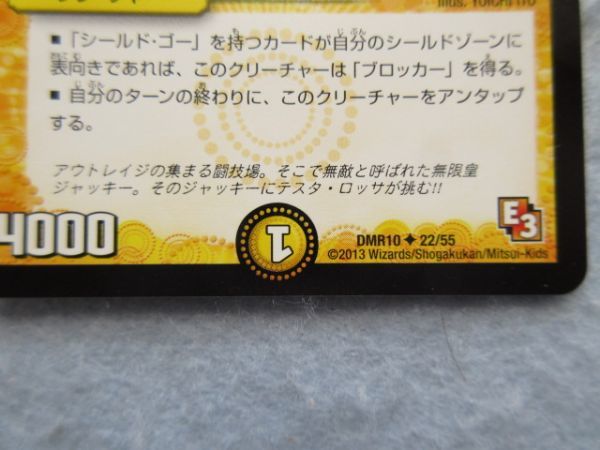 Illus. YOICHI ITO
■「シールド・ゴー」を持つカードが自分のシールドゾーンに
表向きであれば、このクリーチャーは「ブロッカー」を得る。
■ 自分のターンの終わりに、このクリーチャーをアンタップ
する。
アウトレイジの集まる闘技場。そこで無敵と呼ばれた無限皇
ジャッキー。そのジャッキーにテスタ・ロッサが挑む!!
4000
1
E3
DMR10 ◆ 22/55
©2013 Wizards/Shogakukan/Mitsui-Kids